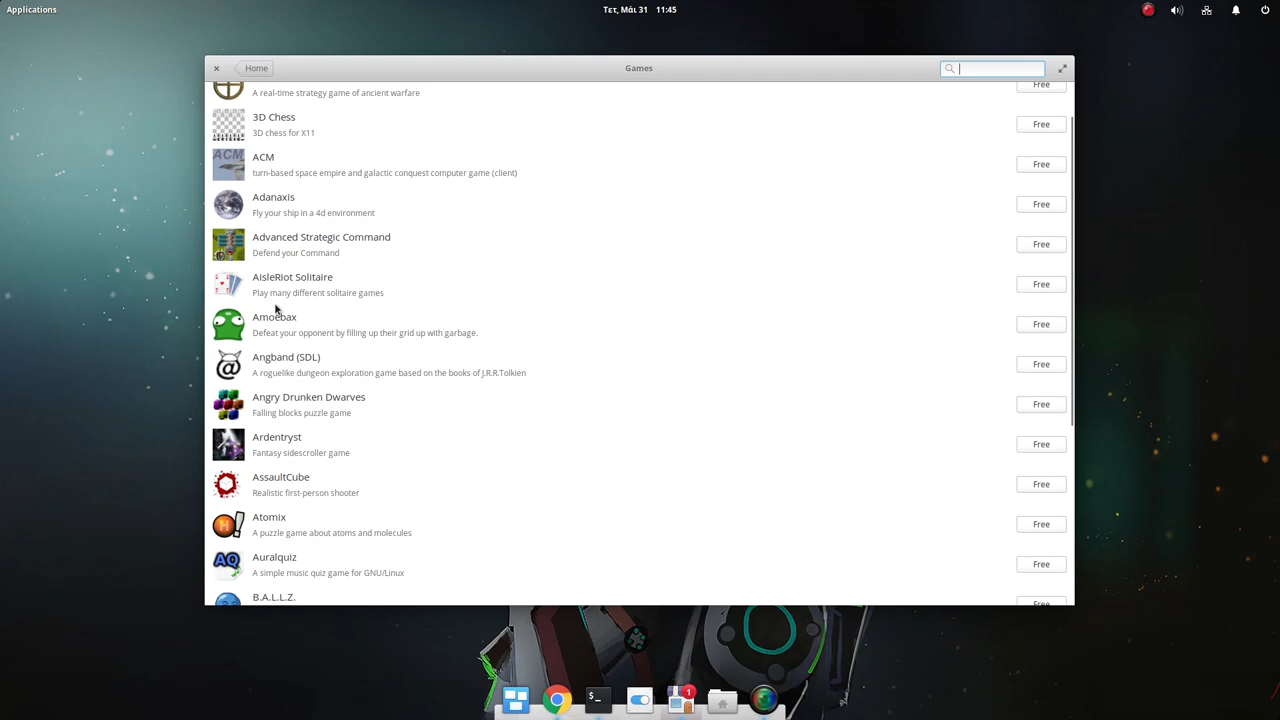 Applications
Τετ, Μάι 31 11:45
Home
Games
A real-time strategy game of ancient warfare
Free
3D Chess
3D chess for X11
Free
ACM
ACM
turn-based space empire and galactic conquest computer game (client)
Free
Adanaxis
Fly your ship in a 4d environment
Free
Advanced Strategic Command
Defend your Command
Free
AisleRiot Solitaire
Play many different solitaire games
Free
Amoebax
Defeat your opponent by filling up their grid up with garbage.
Free
@
Angband (SDL)
A roguelike dungeon exploration game based on the books of J.R.R.Tolkien
Free
Angry Drunken Dwarves
Falling blocks puzzle game
Free
Ardentryst
Fantasy sidescroller game
Free
AssaultCube
Realistic first-person shooter
Free
H!
Atomix
A puzzle game about atoms and molecules
Free
AQ
Auralquiz
A simple music quiz game for GNU/Linux
Free
B.A.L.L.Z.
Free
>_
1